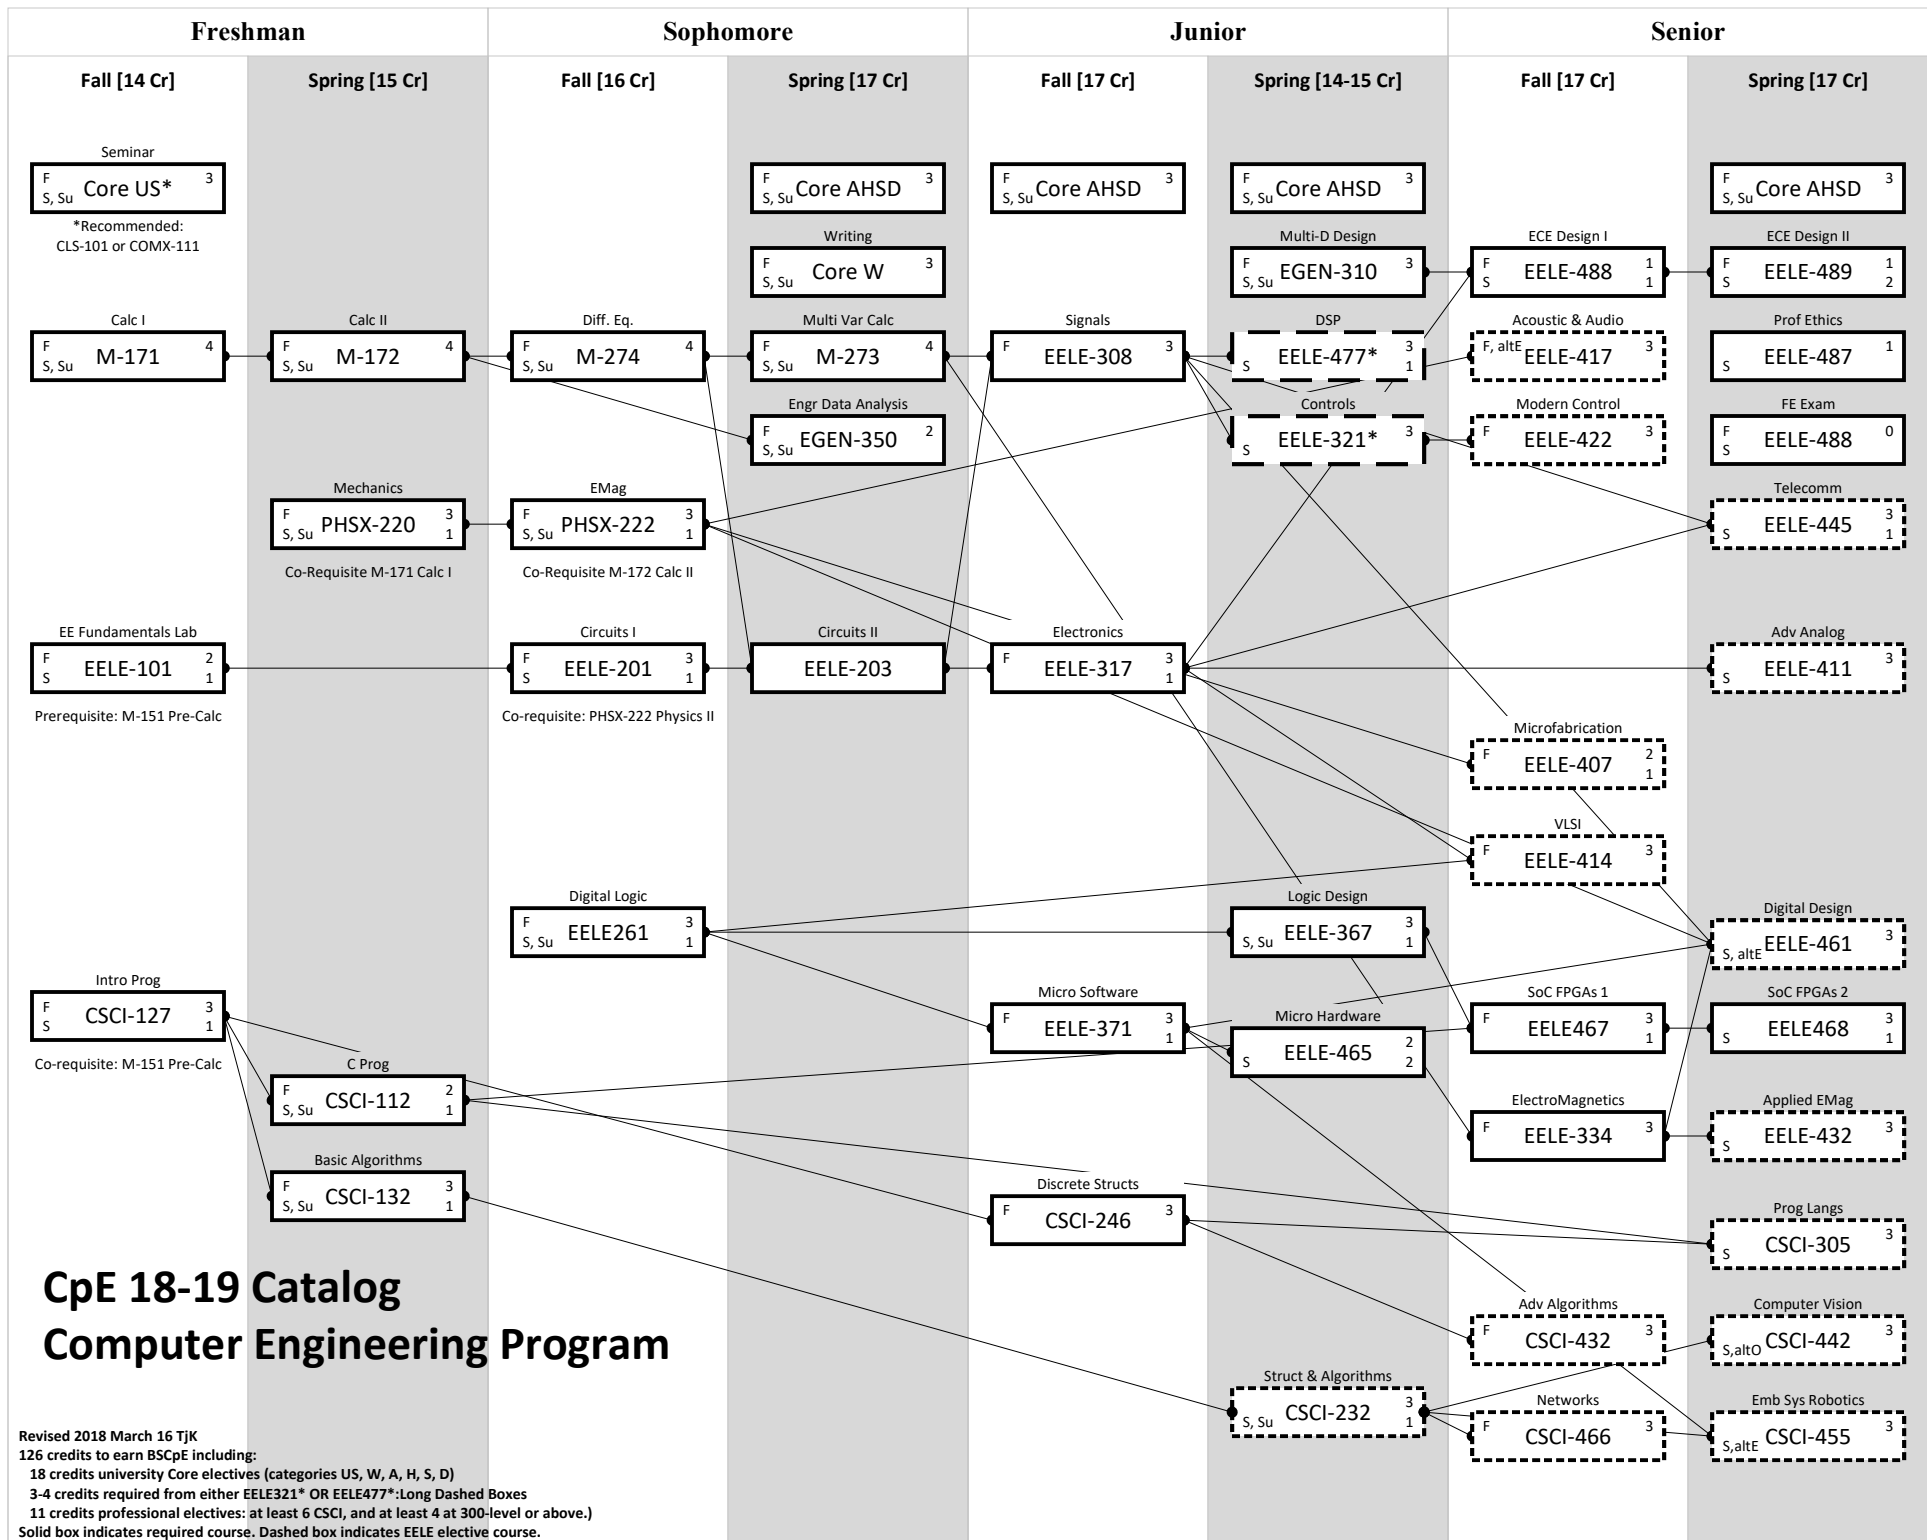 Freshman
Sophomore
Junior
Senior
Fall [14 Cr]
Spring [15 Cr]
Fall [16 Cr]
Spring [17 Cr]
Fall [17 Cr]
Spring [14-15 Cr]
Fall [17 Cr]
Spring [17 Cr]
Seminar
F
S, Su
Core US*
3
*Recommended:
CLS-101 or COMX-111
F
S, Su
Core AHSD
3
F
S, Su
Core AHSD
3
F
S, Su
Core AHSD
3
F
S, Su
Core AHSD
3
Writing
F
S, Su
Core W
3
Multi-D Design
F
S, Su
EGEN-310
3
ECE Design I
F
S
EELE-488
1
1
ECE Design II
F
S
EELE-489
1
2
Calc I
F
S, Su
M-171
4
Calc II
F
S, Su
M-172
4
Diff. Eq.
F
S, Su
M-274
4
Multi Var Calc
F
S, Su
M-273
4
Signals
F
EELE-308
3
DSP
S
EELE-477*
3
1
Acoustic & Audio
F, altE
EELE-417
3
Prof Ethics
S
EELE-487
1
Engr Data Analysis
F
S, Su
EGEN-350
2
Controls
S
EELE-321*
3
Modern Control
F
EELE-422
3
FE Exam
F
S
EELE-488
0
Mechanics
F
S, Su
PHSX-220
3
1
Co-Requisite M-171 Calc I
EMag
F
S, Su
PHSX-222
3
1
Co-Requisite M-172 Calc II
Telecomm
S
EELE-445
3
1
EE Fundamentals Lab
F
S
EELE-101
2
1
Prerequisite: M-151 Pre-Calc
Circuits I
F
S
EELE-201
3
1
Co-requisite: PHSX-222 Physics II
Circuits II
EELE-203
Electronics
F
EELE-317
3
1
Adv Analog
S
EELE-411
3
Microfabrication
F
EELE-407
2
1
VLSI
F
EELE-414
3
Digital Logic
F
S, Su
EELE261
3
1
Logic Design
S, Su
EELE-367
3
1
Digital Design
S, altE
EELE-461
3
Intro Prog
F
S
CSCI-127
3
1
Co-requisite: M-151 Pre-Calc
Micro Software
F
EELE-371
3
1
Micro Hardware
S
EELE-465
2
2
SoC FPGAs 1
F
EELE467
3
1
SoC FPGAs 2
S
EELE468
3
1
C Prog
F
S, Su
CSCI-112
2
1
ElectroMagnetics
F
EELE-334
3
Applied EMag
S
EELE-432
3
Basic Algorithms
F
S, Su
CSCI-132
3
1
Discrete Structs
F
CSCI-246
3
Prog Langs
S
CSCI-305
3
Adv Algorithms
F
CSCI-432
3
Computer Vision
S,altO
CSCI-442
3
Struct & Algorithms
S, Su
CSCI-232
3
1
Networks
F
CSCI-466
3
Emb Sys Robotics
S,altE
CSCI-455
3
CpE 18-19 Catalog
Computer Engineering Program
Revised 2018 March 16 TjK
126 credits to earn BSCpE including:
18 credits university Core electives (categories US, W, A, H, S, D)
3-4 credits required from either EELE321* OR EELE477*:Long Dashed Boxes
11 credits professional electives: at least 6 CSCI, and at least 4 at 300-level or above.)
Solid box indicates required course. Dashed box indicates EELE elective course.